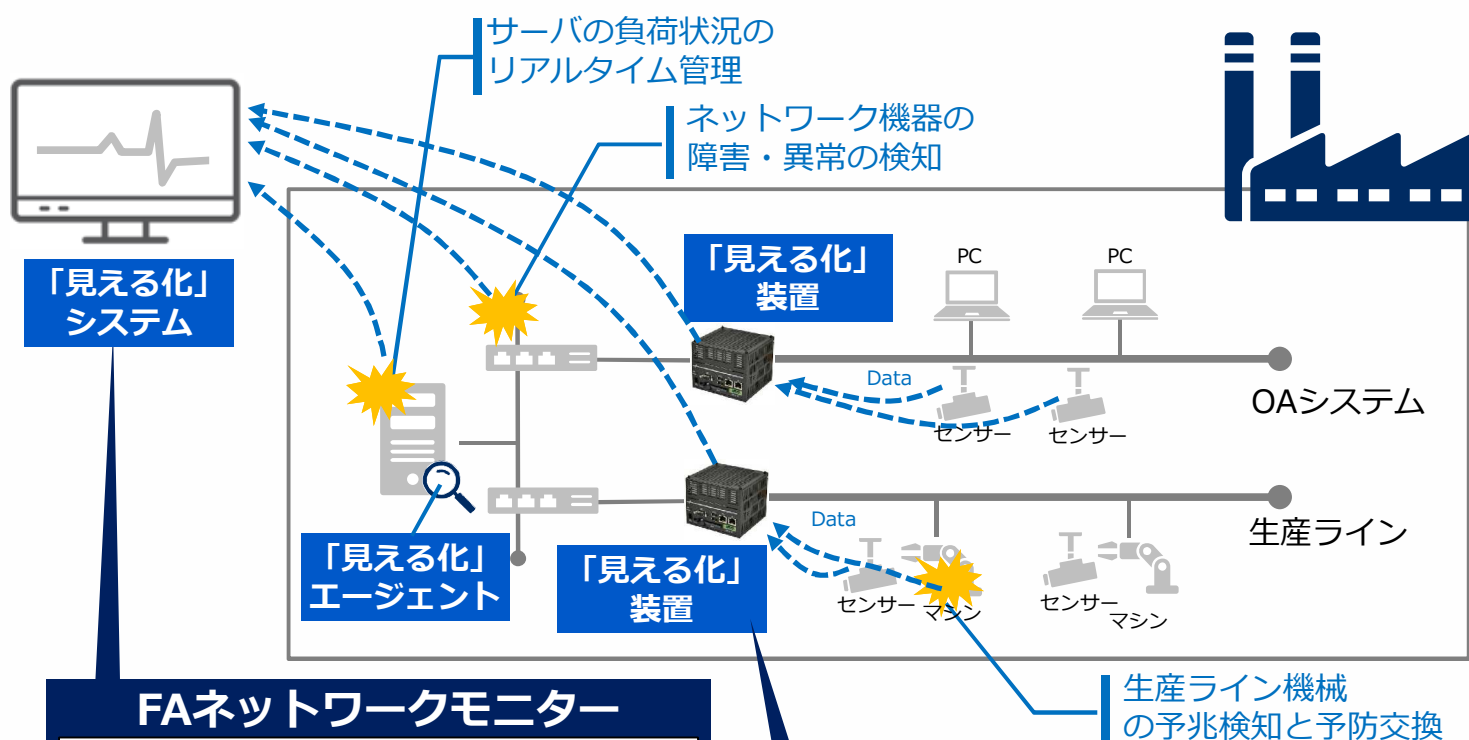 サーバの負荷状況の
リアルタイム管理
ネットワーク機器の
障害・異常の検知
「見える化」
システム
「見える化」
装置
PC
PC
Data
センサー
センサー
OAシステム
Data
生産ライン
「見える化」
エージェント
「見える化」
装置
センサー
マシン
センサー
マシン
FAネットワークモニター
生産ライン機械
の予兆検知と予防交換